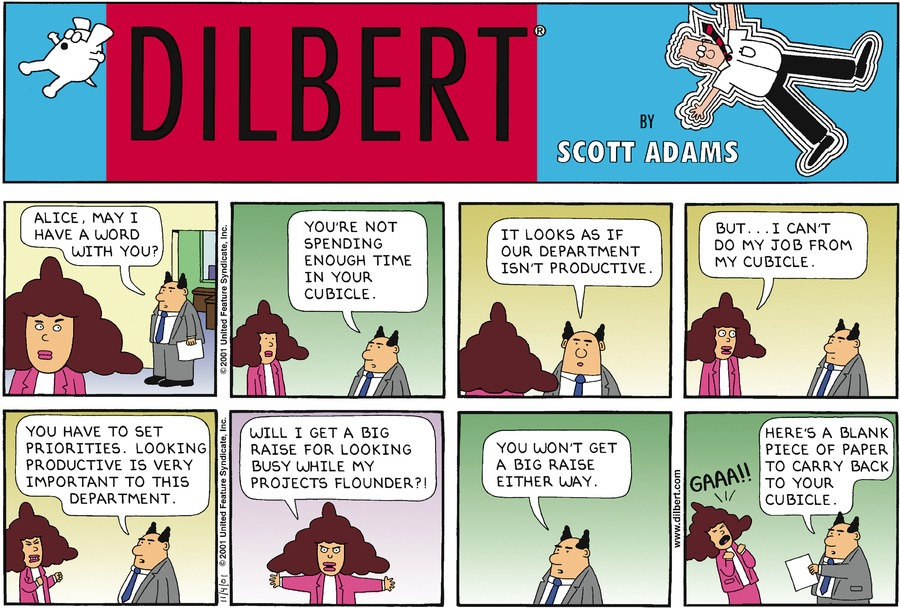 DILBERT®
BY
SCOTT ADAMS
ALICE, MAY I
HAVE A WORD
WITH YOU?
© 2001 United Feature Syndicate, Inc.
YOU'RE NOT
SPENDING
ENOUGH TIME
IN YOUR
CUBICLE.
IT LOOKS AS IF
OUR DEPARTMENT
ISN'T PRODUCTIVE.
BUT...I CAN'T
DO MY JOB FROM
MY CUBICLE.
YOU HAVE TO SET
PRIORITIES. LOOKING
PRODUCTIVE IS VERY
IMPORTANT TO THIS
DEPARTMENT.
11/4/01 © 2001 United Feature Syndicate, Inc.
WILL I GET A BIG
RAISE FOR LOOKING
BUSY WHILE MY
PROJECTS FLOUNDER?!
YOU WON'T GET
A BIG RAISE
EITHER WAY.
www.dilbert.com
GAAA!!
HERE'S A BLANK
PIECE OF PAPER
TO CARRY BACK
TO YOUR
CUBICLE.